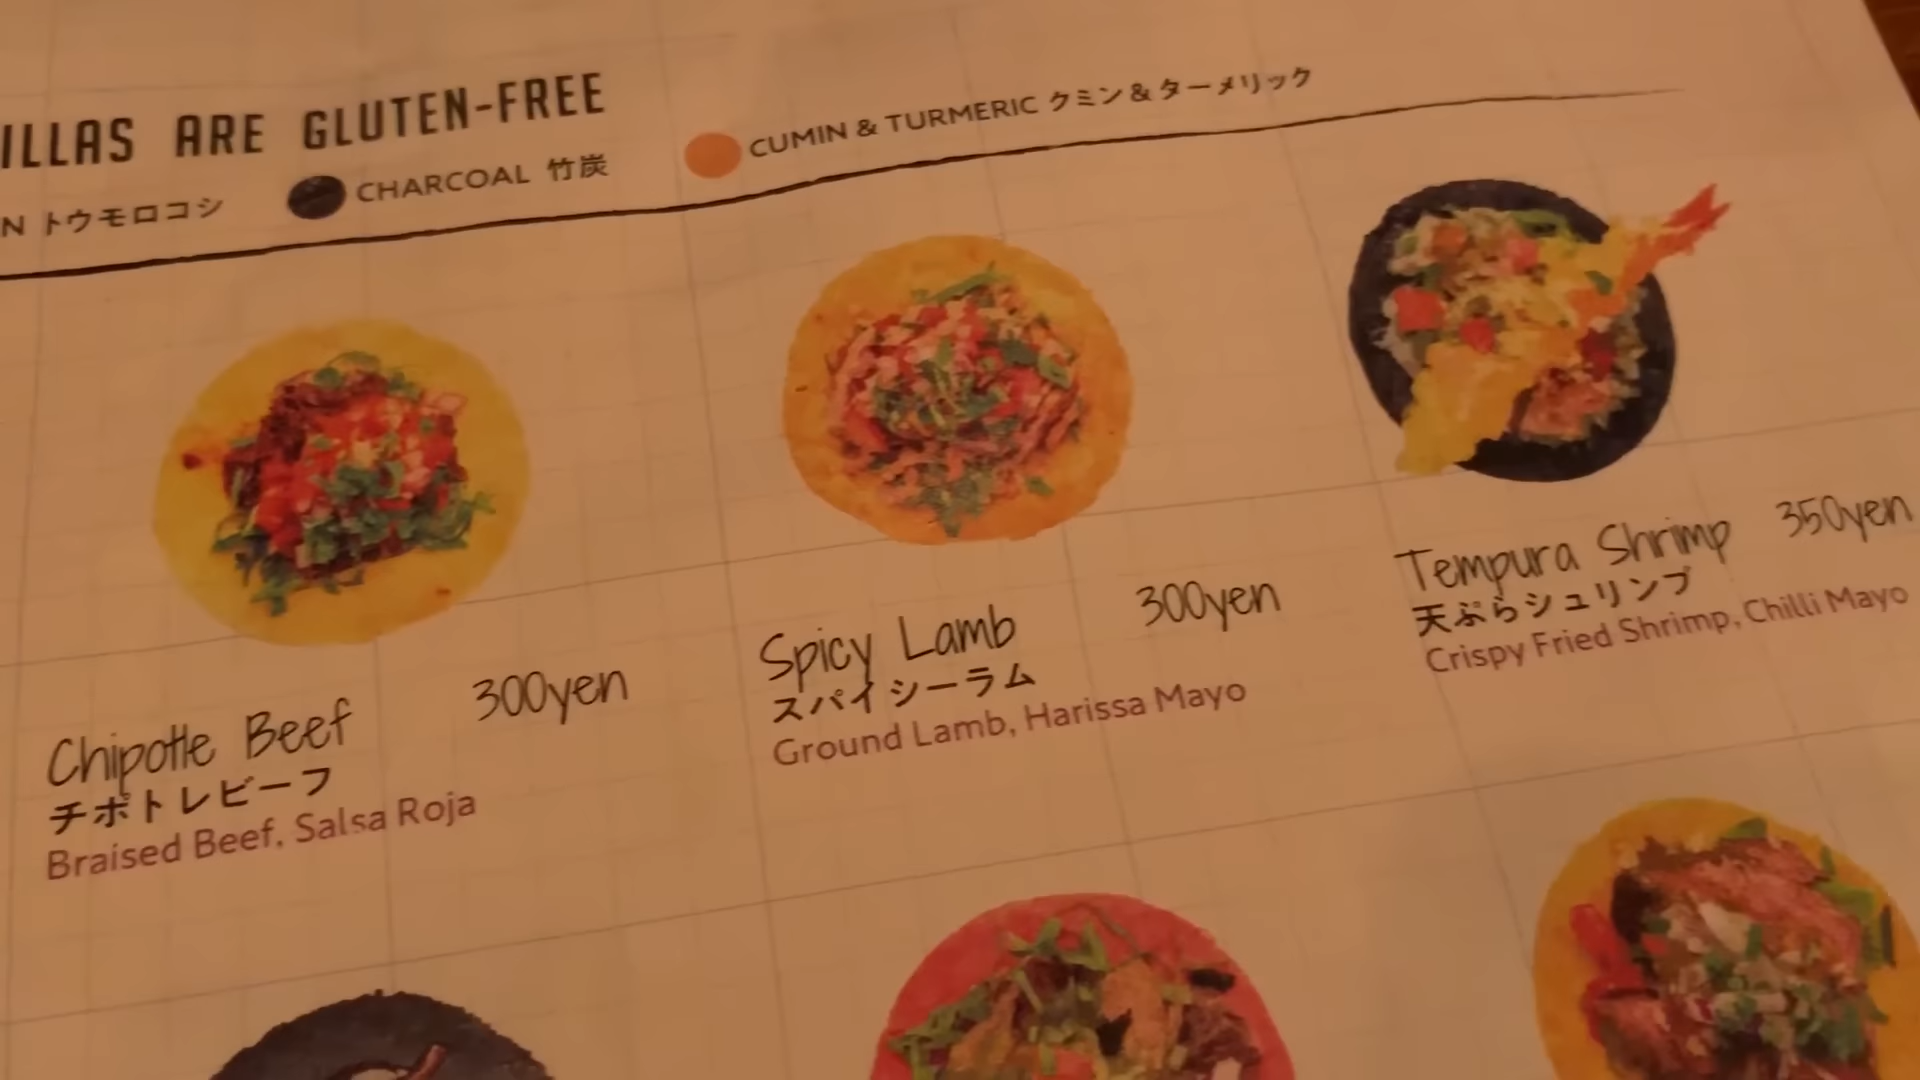 ILLAS ARE GLUTEN-FREE
N トウモロコシ CHARCOAL 竹炭 CUMIN & TURMERIC クミン&ターメリック
Chipotle Beef 300yen
チポトレビーフ
Braised Beef, Salsa Roja
Spicy Lamb 300yen
スパイシーラム
Ground Lamb, Harissa Mayo
Tempura Shrimp 350yen
天ぷらシュリンプ
Crispy Fried Shrimp, Chilli Mayo